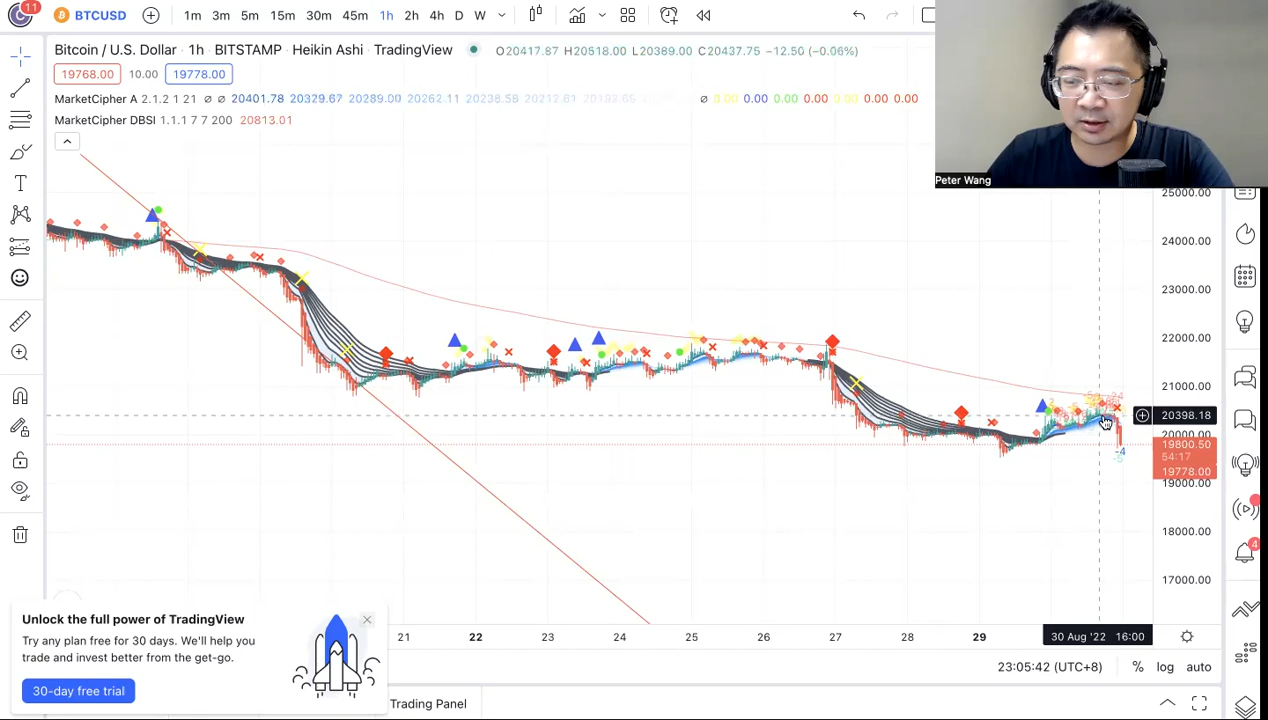 11
BTCUSD
1m 3m 5m 15m 30m 45m 1h 2h 4h D W
Bitcoin / U.S. Dollar · 1h · BITSTAMP · Heikin Ashi · TradingView
O20417.87 H20518.00 L20389.00 C20437.75 −12.50 (−0.06%)
19768.00 10.00 19778.00
MarketCipher A 2.1.2 1 21 ∅ ∅ 20401.78 20329.67 20289.00 20262.11 ∅ 0.00 0.00 0.00 0.00 0.00 0.00 0.00
MarketCipher DBSI 1.1.1 7 7 200 20813.01
Peter Wang
25000.00
24000.00
23000.00
22000.00
21000.00
20398.18
20000.00
19800.50
54:17
19778.00
19000.00
18000.00
17000.00
-4
-5
4
Unlock the full power of TradingView
Try any plan free for 30 days. We'll help you
trade and invest better from the get-go.
30-day free trial
21 22 23 24 25 26 27 28 29 30 Aug '22 16:00
23:05:42 (UTC+8) % log auto
Trading Panel